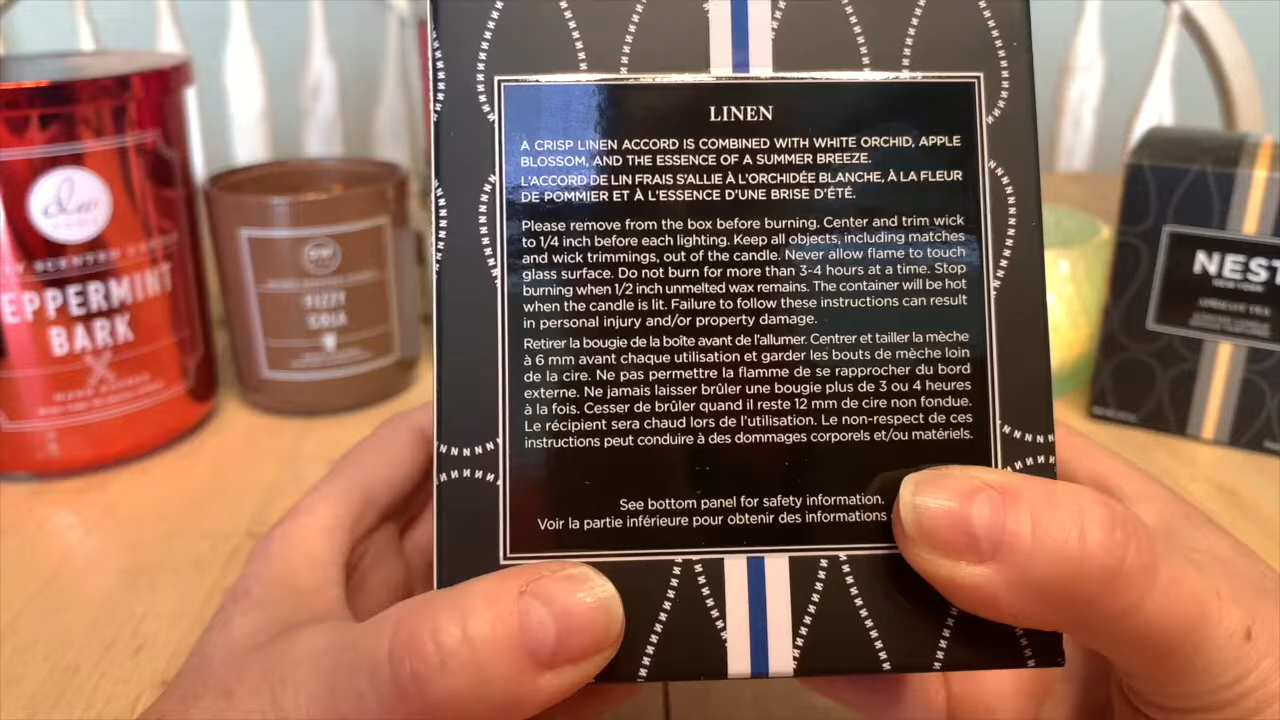 LINEN
A CRISP LINEN ACCORD IS COMBINED WITH WHITE ORCHID, APPLE
BLOSSOM, AND THE ESSENCE OF A SUMMER BREEZE.
L'ACCORD DE LIN FRAIS S'ALLIE À L'ORCHIDÉE BLANCHE, À LA FLEUR
DE POMMIER ET À L'ESSENCE D'UNE BRISE D'ÉTÉ.
Please remove from the box before burning. Center and trim wick
to 1/4 inch before each lighting. Keep all objects, including matches
and wick trimmings, out of the candle. Never allow flame to touch
glass surface. Do not burn for more than 3-4 hours at a time. Stop
burning when 1/2 inch unmelted wax remains. The container will be hot
when the candle is lit. Failure to follow these instructions can result
in personal injury and/or property damage.
Retirer la bougie de la boîte avant de l'allumer. Centrer et tailler la mèche
à 6 mm avant chaque utilisation et garder les bouts de mèche loin
de la cire. Ne pas permettre la flamme de se rapprocher du bord
externe. Ne jamais laisser brûler une bougie plus de 3 ou 4 heures
à la fois. Cesser de brûler quand il reste 12 mm de cire non fondue.
Le récipient sera chaud lors de l'utilisation. Le non-respect de ces
instructions peut conduire à des dommages corporels et/ou matériels.
See bottom panel for safety information.
Voir la partie inférieure pour obtenir des informations
EPPERMINT
BARK
FIZZY
COLA
NEST
NEW YORK